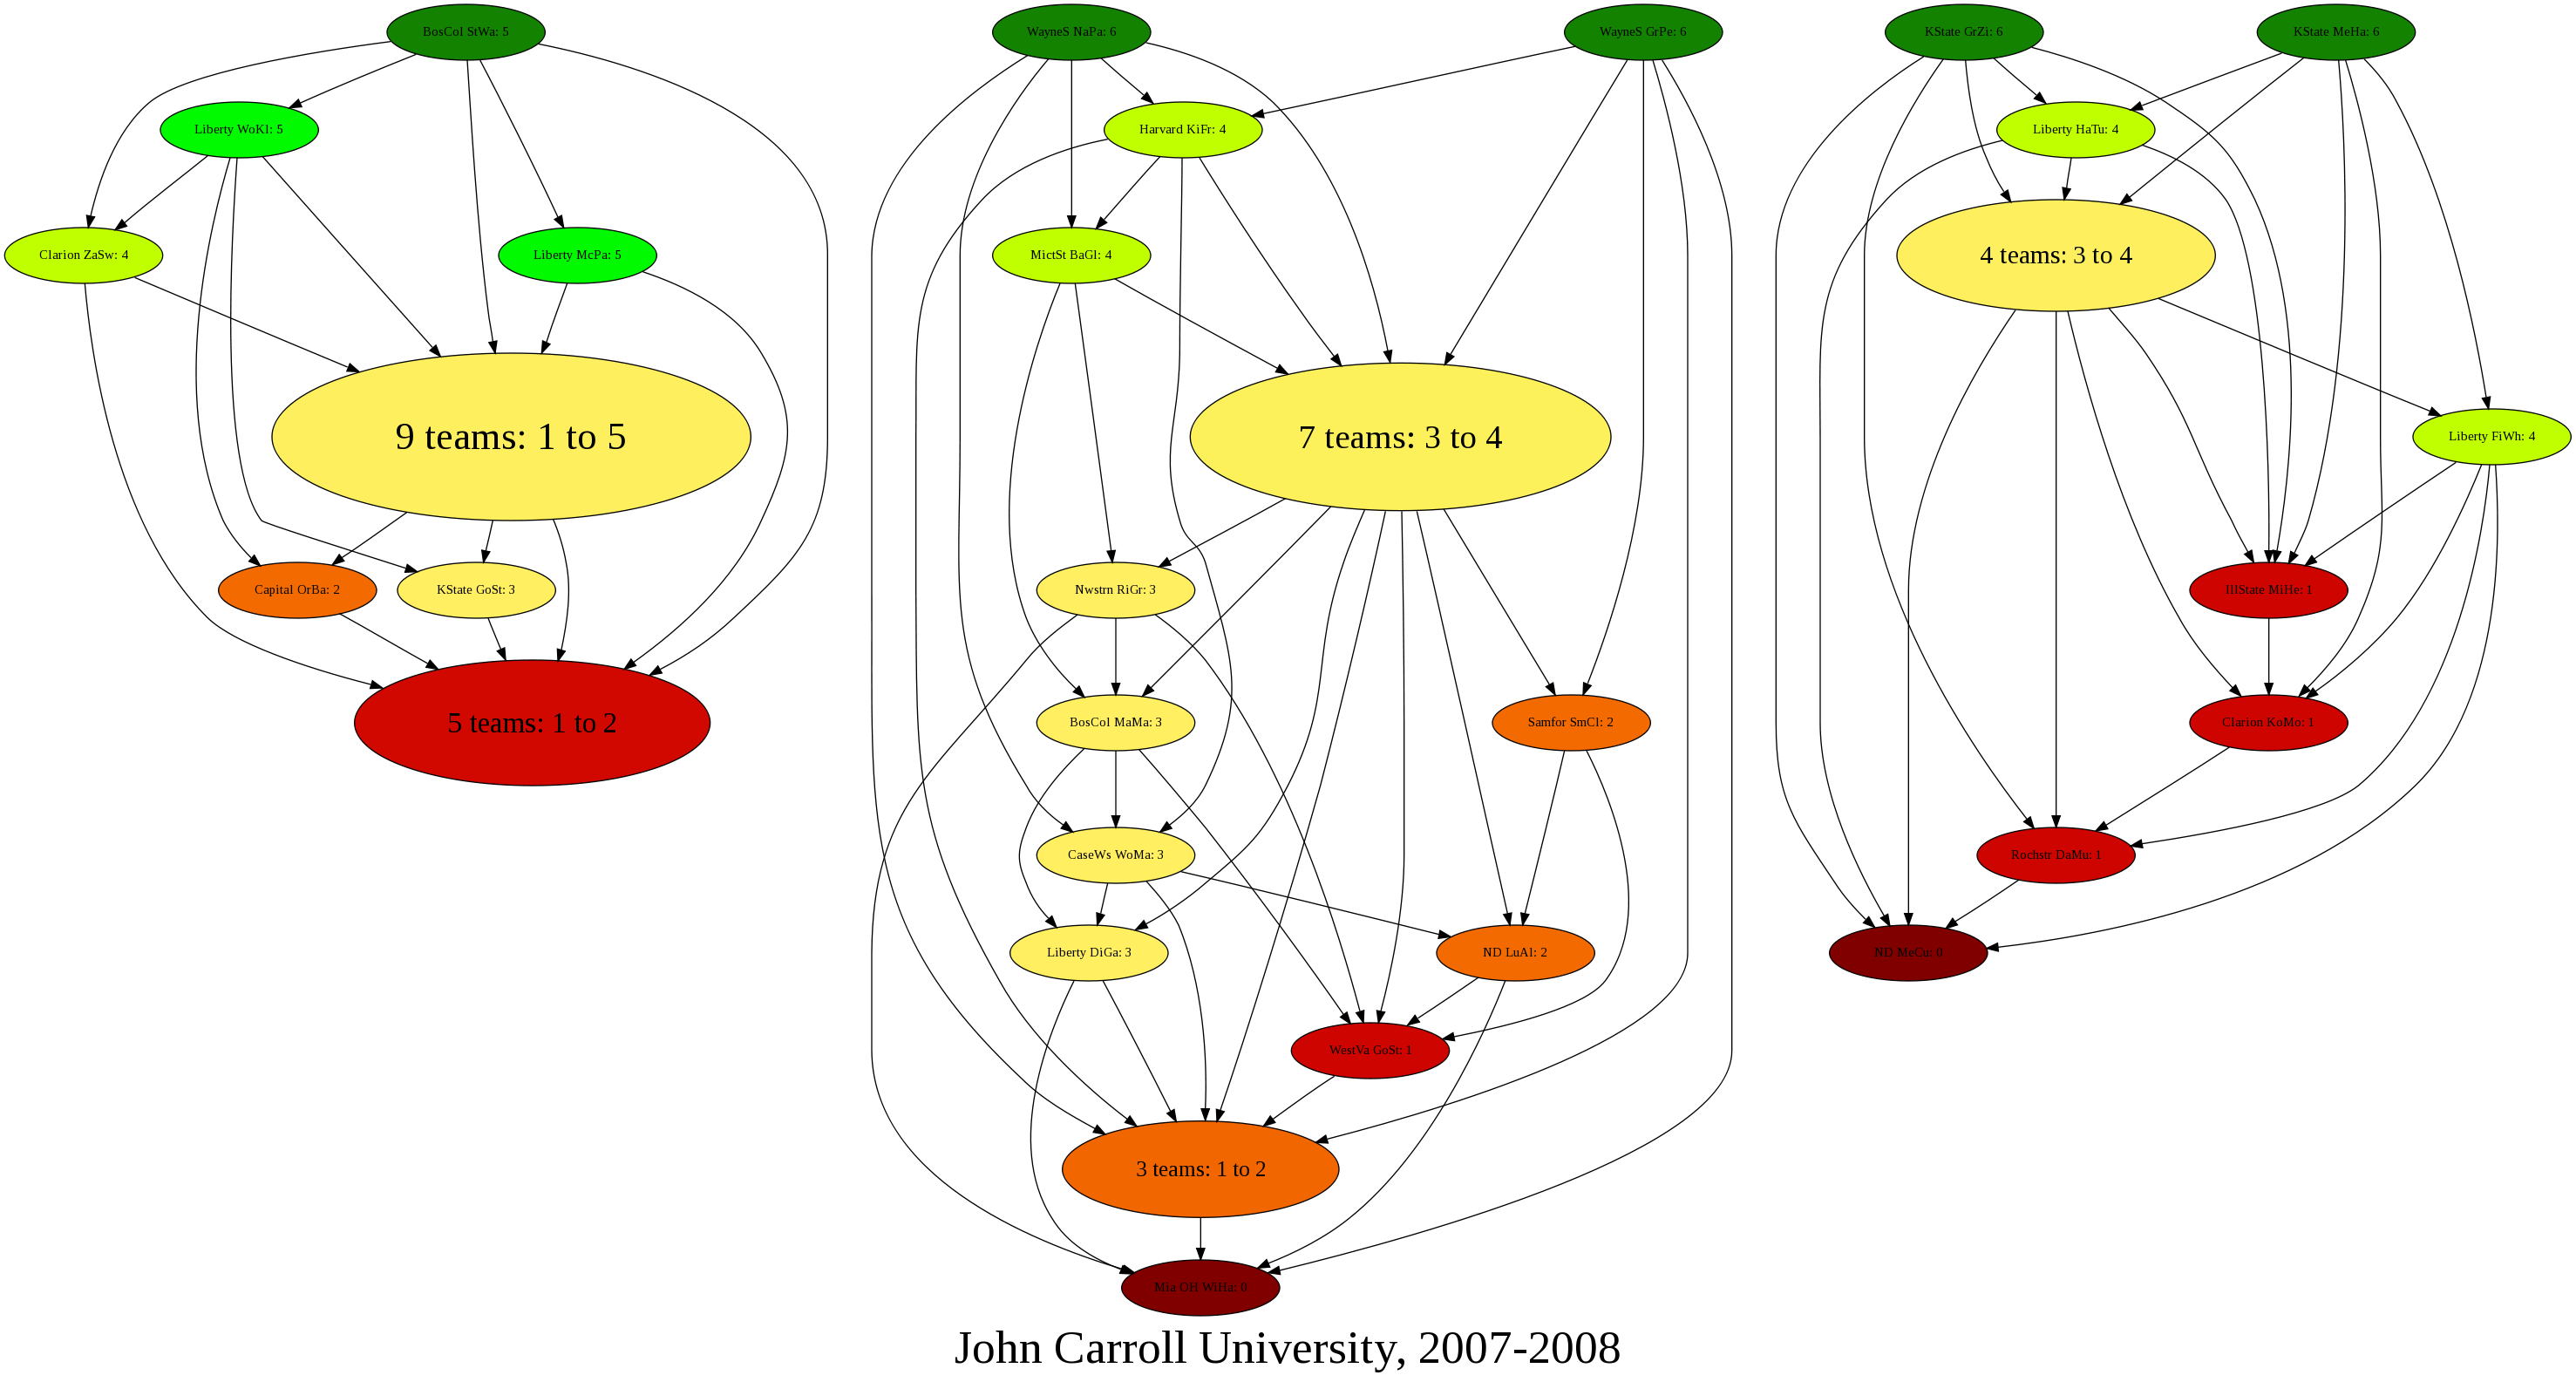 BosCol StWa: 5
Liberty WoKl: 5
Clarion ZaSw: 4
Liberty McPa: 5
9 teams: 1 to 5
Capital OrBa: 2
KState GoSt: 3
5 teams: 1 to 2
WayneS NaPa: 6
WayneS GrPe: 6
Harvard KiFr: 4
MictSt BaGl: 4
7 teams: 3 to 4
Nwstrn RiGr: 3
BosCol MaMa: 3
Samfor SmCl: 2
CaseWs WoMa: 3
Liberty DiGa: 3
ND LuAl: 2
WestVa GoSt: 1
3 teams: 1 to 2
Mia OH WiHa: 0
KState GrZi: 6
KState MeHa: 6
Liberty HaTu: 4
4 teams: 3 to 4
Liberty FiWh: 4
IllState MiHe: 1
Clarion KoMo: 1
Rochstr DaMu: 1
ND MeCu: 0
John Carroll University, 2007-2008